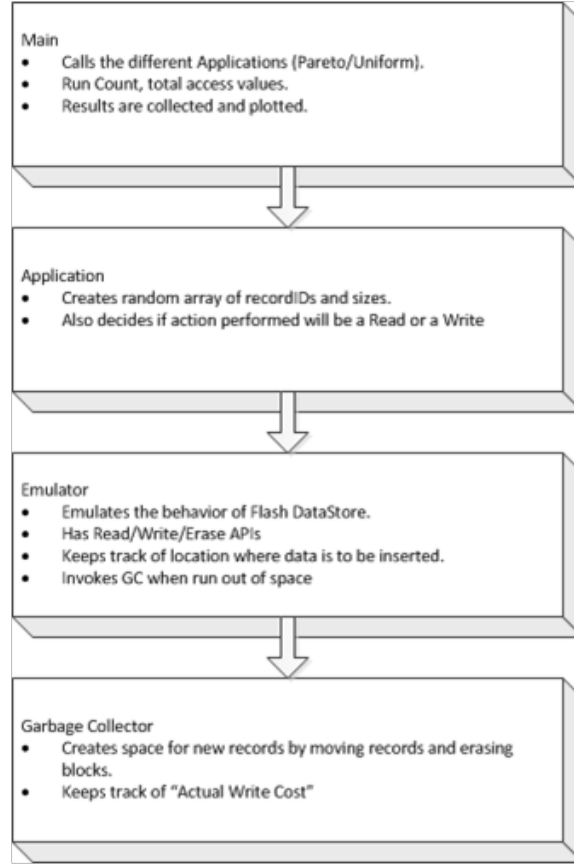 Main
• Calls the different Applications (Pareto/Uniform).
• Run Count, total access values.
• Results are collected and plotted.
Application
• Creates random array of recordIDs and sizes.
• Also decides if action performed will be a Read or a Write
Emulator
• Emulates the behavior of Flash DataStore.
• Has Read/Write/Erase APIs
• Keeps track of location where data is to be inserted.
• Invokes GC when run out of space
Garbage Collector
• Creates space for new records by moving records and erasing
blocks.
• Keeps track of “Actual Write Cost”